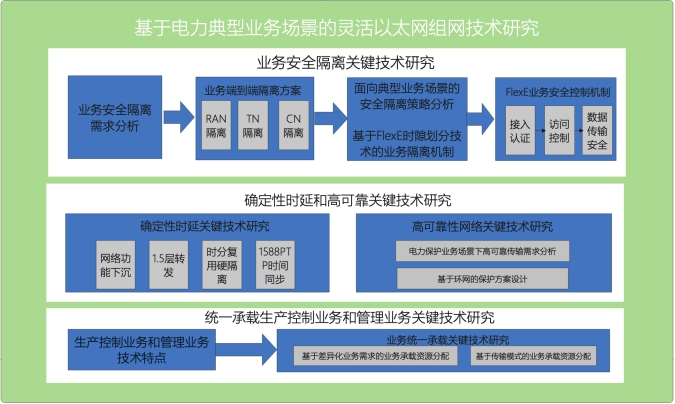 基于电力典型业务场景的灵活以太网组网技术研究
业务安全隔离关键技术研究
业务安全隔离
需求分析
业务端到端隔离方案
RAN
隔离
TN
隔离
CN
隔离
面向典型业务场景的
安全隔离策略分析
基于FlexE时隙划分技
术的业务隔离机制
FlexE业务安全控制机制
接入
认证
访问
控制
数据
传输
安全
确定性时延和高可靠关键技术研究
确定性时延关键技术研究
网络功
能下沉
1.5层转
发
时分复
用硬隔
离
1588PT
P时间
同步
高可靠性网络关键技术研究
电力保护业务场景下高可靠传输需求分析
基于环网的保护方案设计
统一承载生产控制业务和管理业务关键技术研究
生产控制业务和管理业务
技术特点
业务统一承载关键技术研究
基于差异化业务需求的业务承载资源分配
基于传输模式的业务承载资源分配